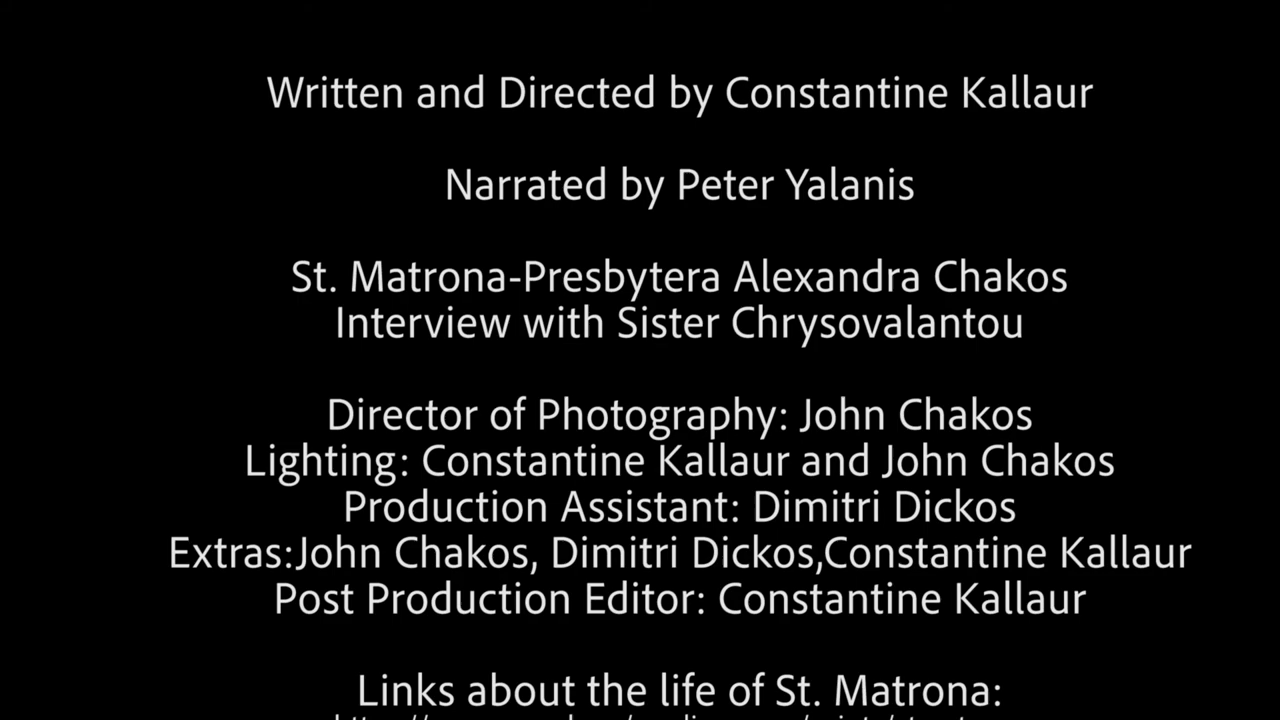 Written and Directed by Constantine Kallaur
Narrated by Peter Yalanis
St. Matrona-Presbytera Alexandra Chakos
Interview with Sister Chrysovalantou
Director of Photography: John Chakos
Lighting: Constantine Kallaur and John Chakos
Production Assistant: Dimitri Dickos
Extras:John Chakos, Dimitri Dickos,Constantine Kallaur
Post Production Editor: Constantine Kallaur
Links about the life of St. Matrona: